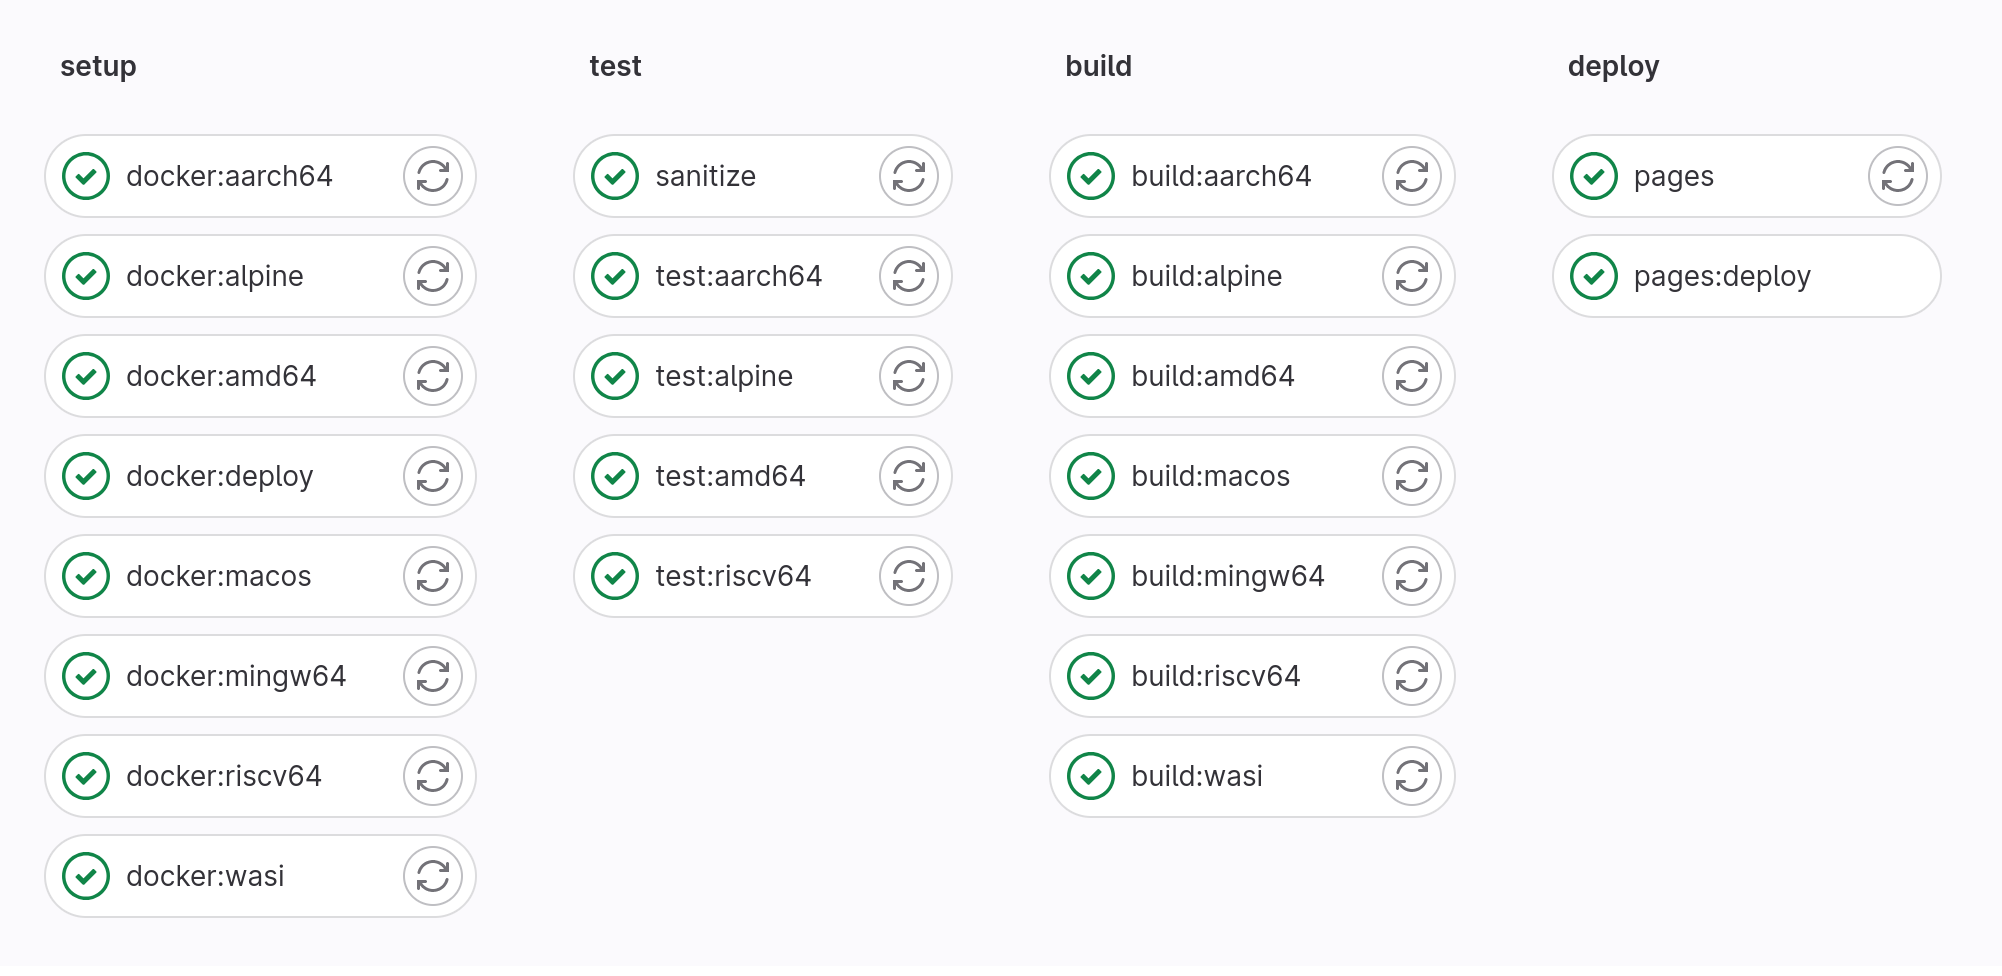 setup
docker:aarch64
docker:alpine
docker:amd64
docker:deploy
docker:macos
docker:mingw64
docker:riscv64
docker:wasi
test
sanitize
test:aarch64
test:alpine
test:amd64
test:riscv64
build
build:aarch64
build:alpine
build:amd64
build:macos
build:mingw64
build:riscv64
build:wasi
deploy
pages
pages:deploy